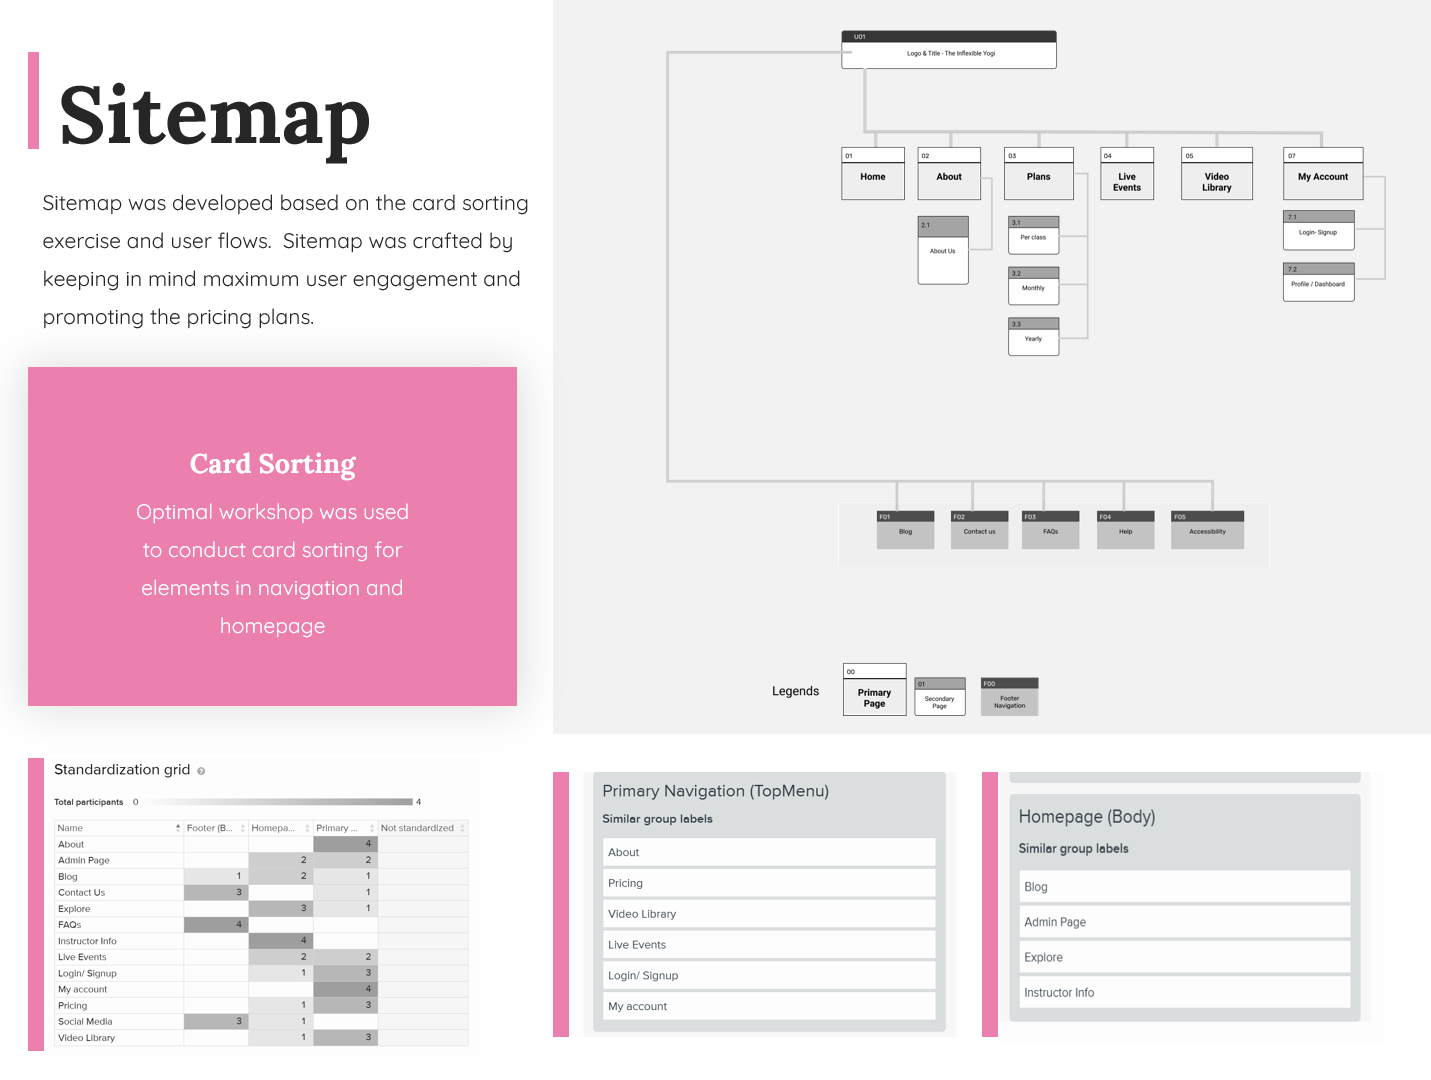 Sitemap
Sitemap was developed based on the card sorting
exercise and user flows. Sitemap was crafted by
keeping in mind maximum user engagement and
promoting the pricing plans.
Card Sorting
Optimal workshop was used
to conduct card sorting for
elements in navigation and
homepage
U01
Logo & Title - The Inflexible Yogi
01
Home
02
About
03
Plans
04
Live
Events
05
Video
Library
07
My Account
2.1
About Us
3.1
Per class
3.2
Monthly
3.3
Yearly
7.1
Login- Signup
7.2
Profile / Dashboard
F01
Blog
F02
Contact us
F03
FAQs
F04
Help
F05
Accessibility
Legends
00
Primary
Page
01
Secondary
Page
F00
Footer
Navigation
Standardization grid ?
Total participants 0 4
Name Footer (B... Homepa... Primary ... Not standardized
About 4
Admin Page 2 2
Blog 1 2 1
Contact Us 3 1
Explore 3 1
FAQs 4
Instructor Info 4
Live Events 2 2
Login/ Signup 1 3
My account 4
Pricing 1 3
Social Media 3 1
Video Library 1 3
Primary Navigation (TopMenu)
Similar group labels
About
Pricing
Video Library
Live Events
Login/ Signup
My account
Homepage (Body)
Similar group labels
Blog
Admin Page
Explore
Instructor Info